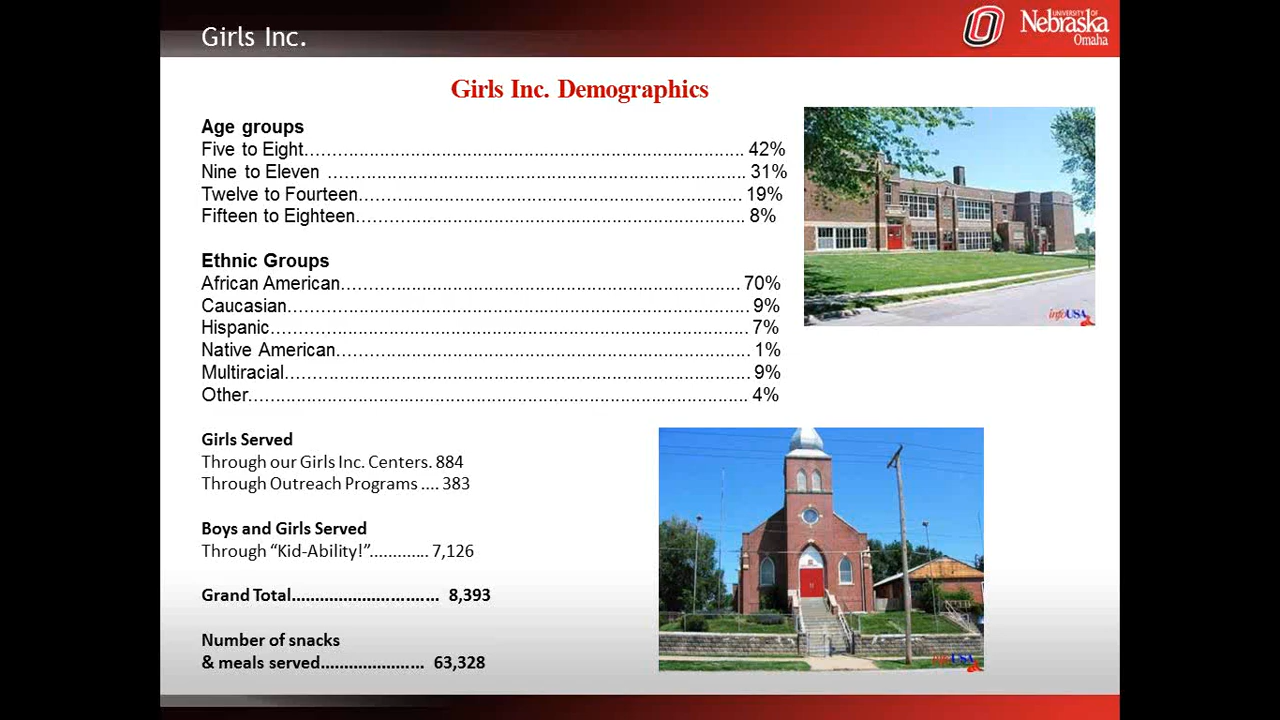 Girls Inc.
UNIVERSITY OF
Nebraska
Omaha
Girls Inc. Demographics
Age groups
Five to Eight................................................................................ 42%
Nine to Eleven ............................................................................ 31%
Twelve to Fourteen...................................................................... 19%
Fifteen to Eighteen....................................................................... 8%
Ethnic Groups
African American......................................................................... 70%
Caucasian.................................................................................... 9%
Hispanic....................................................................................... 7%
Native American........................................................................... 1%
Multiracial..................................................................................... 9%
Other........................................................................................... 4%
Girls Served
Through our Girls Inc. Centers. 884
Through Outreach Programs .... 383
Boys and Girls Served
Through “Kid-Ability!”............ 7,126
Grand Total.............................. 8,393
Number of snacks
& meals served..................... 63,328
infoUSA
infoUSA